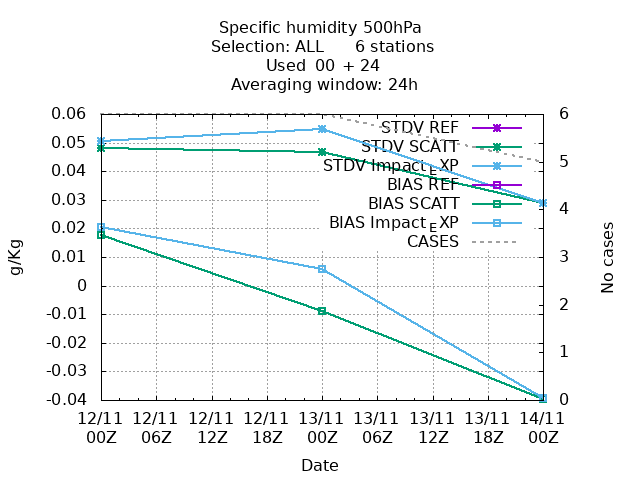 Specific humidity 500hPa
Selection: ALL 6 stations
Used 00 + 24
Averaging window: 24h
0.06
0.05
0.04
0.03
0.02
0.01
0
-0.01
-0.02
-0.03
-0.04
g/Kg
STDV REF
STDV SCATT
STDV Impact_EXP
BIAS REF
BIAS SCATT
BIAS Impact_EXP
CASES
6
5
4
3
2
1
0
No cases
12/11 12/11 12/11 12/11 13/11 13/11 13/11 13/11 14/11
00Z 06Z 12Z 18Z 00Z 06Z 12Z 18Z 00Z
Date